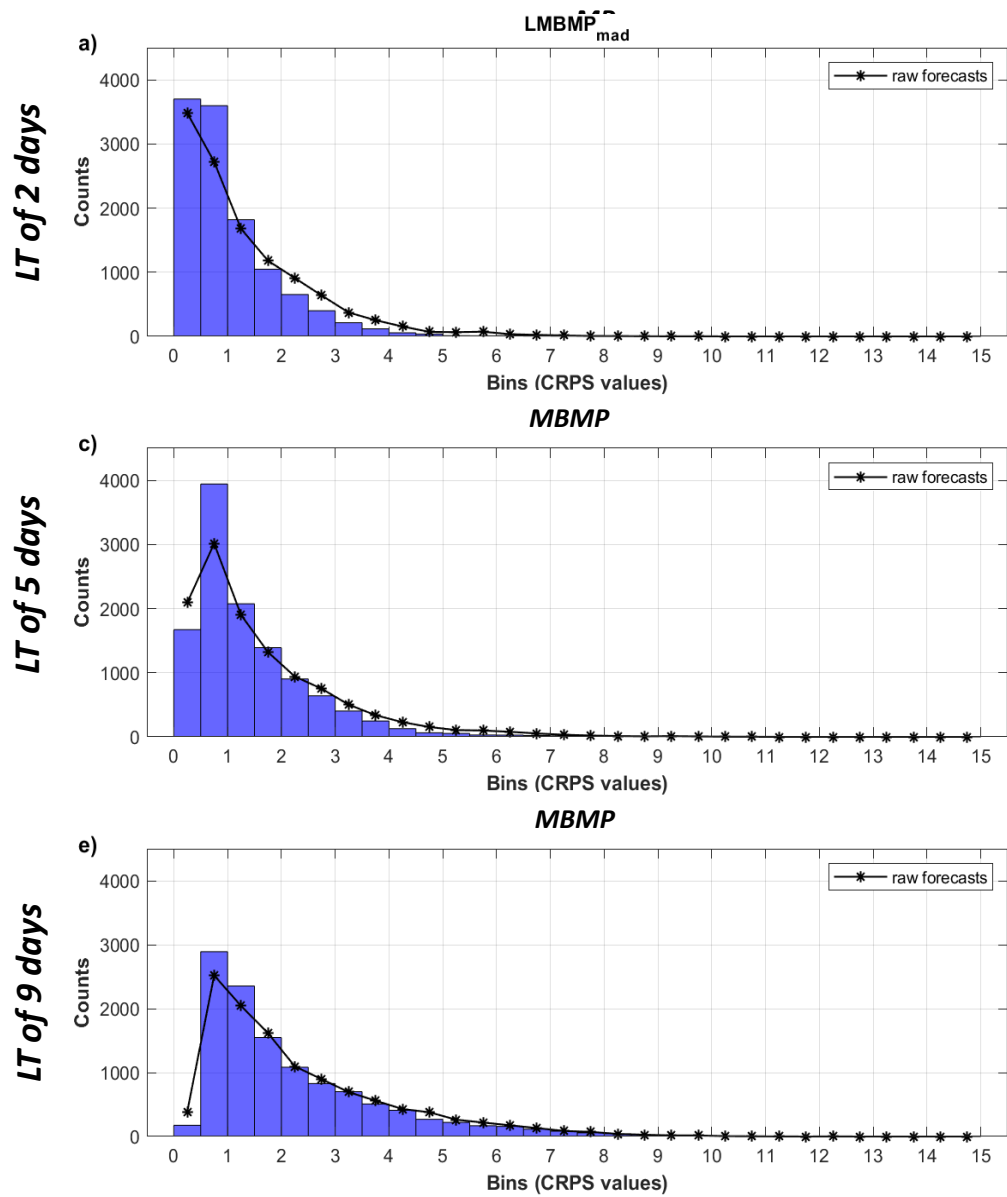 LMBMP mad
a)
raw forecasts
LT of 2 days
Counts
4000
3000
2000
1000
0
0 1 2 3 4 5 6 7 8 9 10 11 12 13 14 15
Bins (CRPS values)
MBMP
c)
raw forecasts
LT of 5 days
Counts
4000
3000
2000
1000
0
0 1 2 3 4 5 6 7 8 9 10 11 12 13 14 15
Bins (CRPS values)
MBMP
e)
raw forecasts
LT of 9 days
Counts
4000
3000
2000
1000
0
0 1 2 3 4 5 6 7 8 9 10 11 12 13 14 15
Bins (CRPS values)